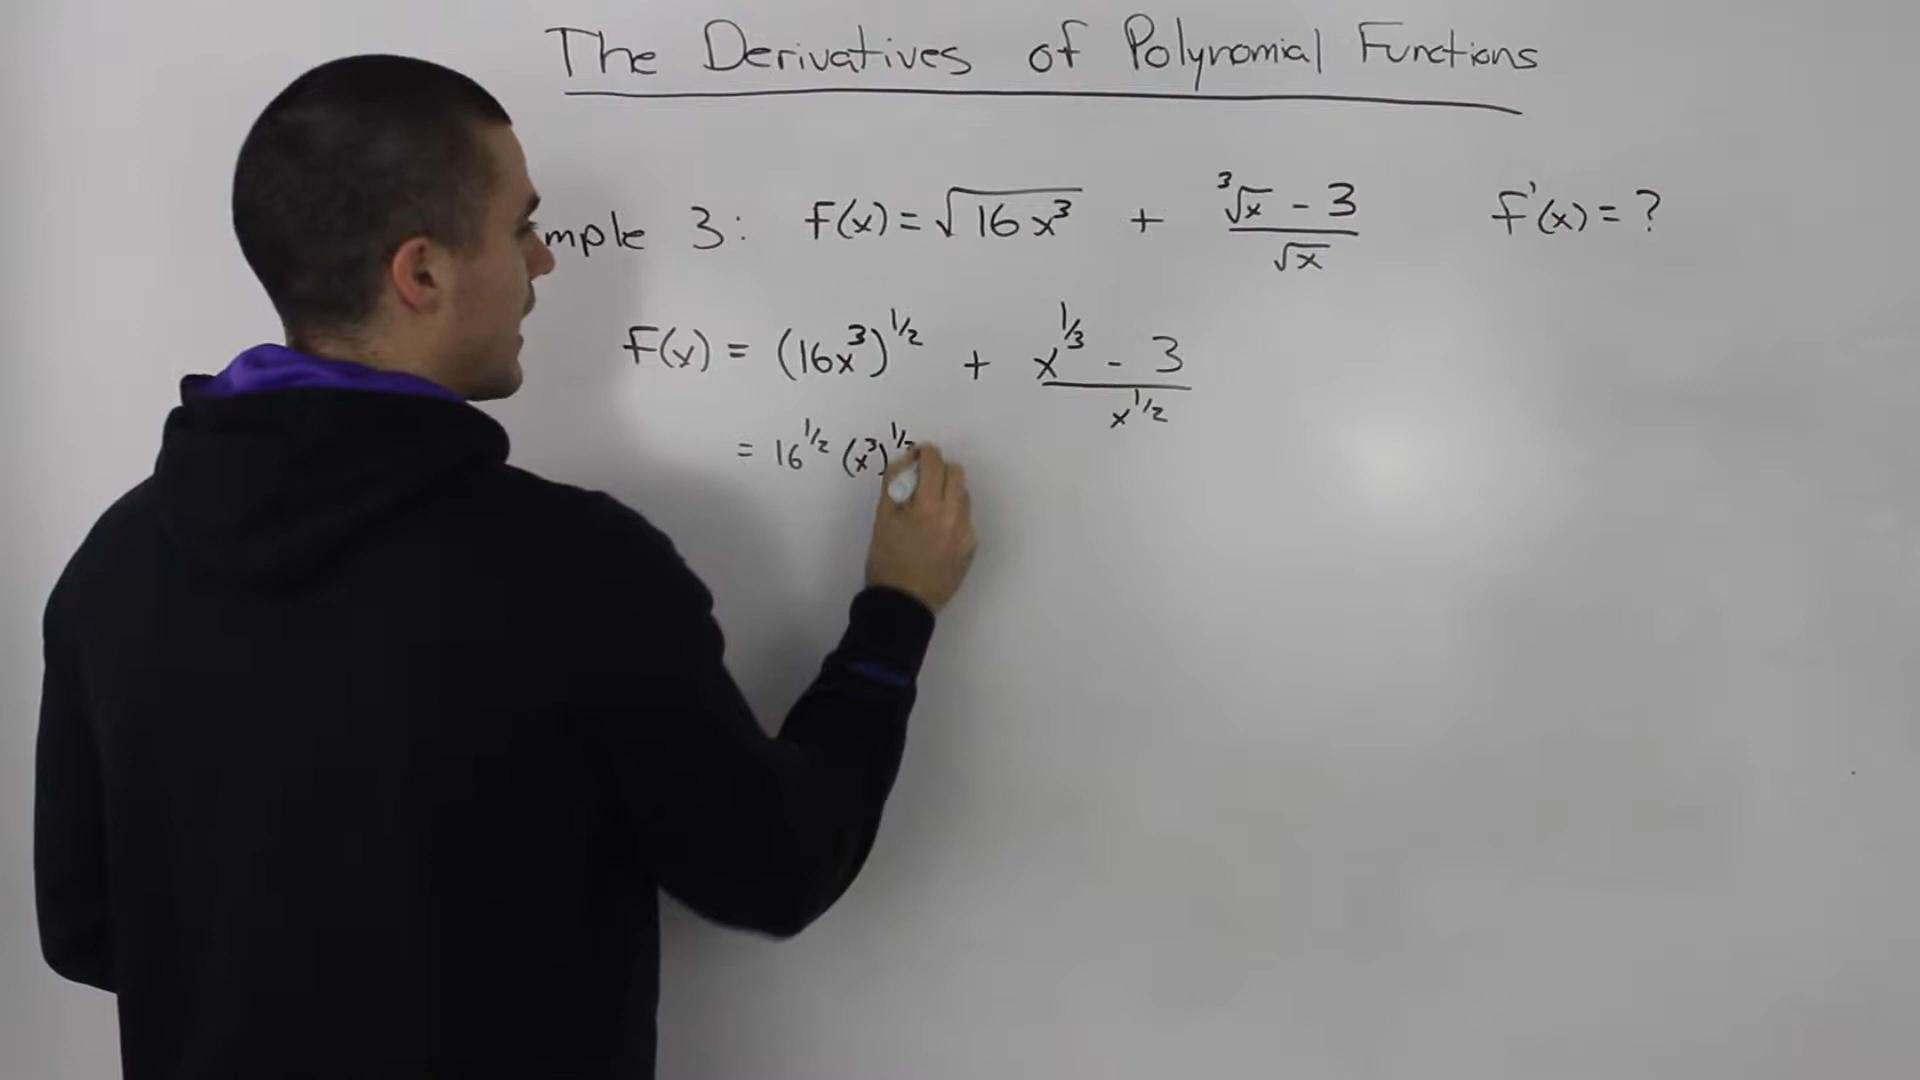 The Derivatives of Polynomial Functions
mple 3: f(x) = √16x³ + (³√x - 3)/√x f'(x) = ?
f(x) = (16x³)^1/2 + (x^1/3 - 3)/x^1/2
= 16^1/2 (x³)^1/2